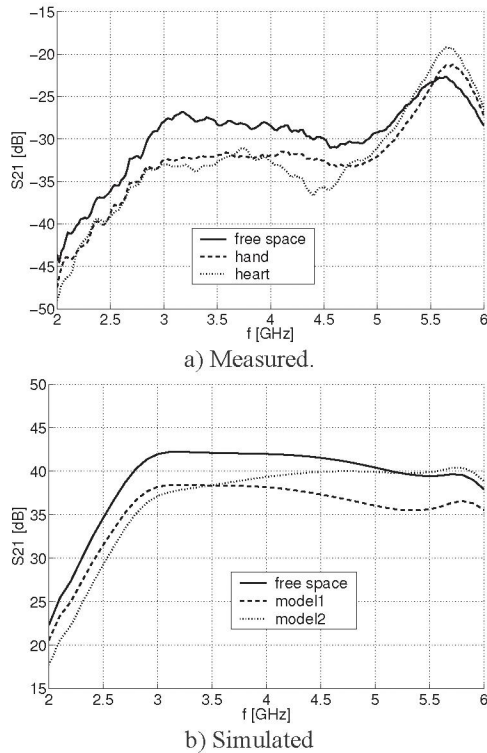 −15
−20
−25
−30
−35
−40
−45
−50
S21 [dB]
free space
hand
heart
2 2.5 3 3.5 4 4.5 5 5.5 6
f [GHz]
a) Measured.
50
45
40
35
30
25
20
15
S21 [dB]
free space
model1
model2
2 2.5 3 3.5 4 4.5 5 5.5 6
f [GHz]
b) Simulated